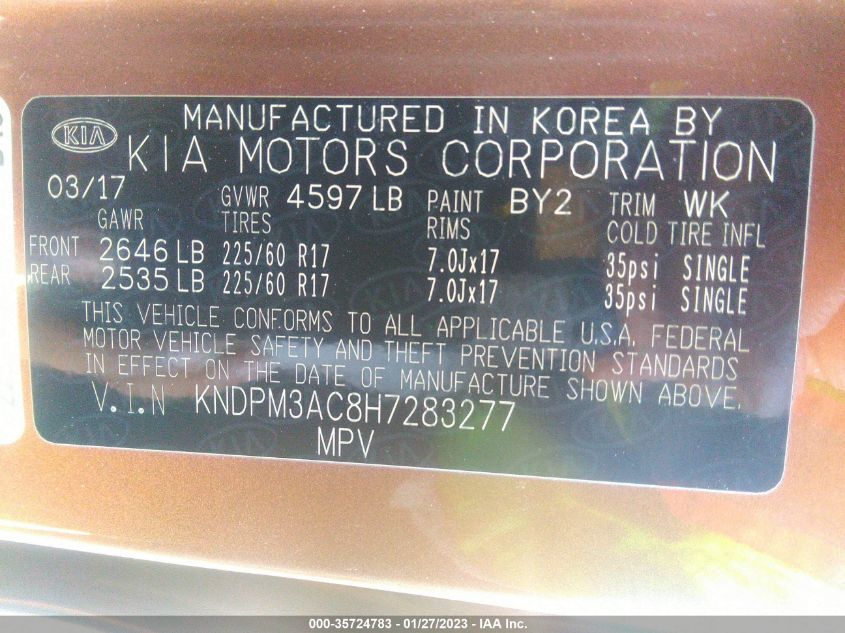 KIA
MANUFACTURED IN KOREA BY
KIA MOTORS CORPORATION
03/17 GVWR 4597 LB PAINT BY2 TRIM WK
GAWR TIRES RIMS COLD TIRE INFL
FRONT 2646 LB 225/60 R17 7.0Jx17 35psi SINGLE
REAR 2535 LB 225/60 R17 7.0Jx17 35psi SINGLE
THIS VEHICLE CONFORMS TO ALL APPLICABLE U.S.A. FEDERAL
MOTOR VEHICLE SAFETY AND THEFT PREVENTION STANDARDS
IN EFFECT ON THE DATE OF MANUFACTURE SHOWN ABOVE.
V.I.N KNDPM3AC8H7283277
MPV
000-35724783 - 01/27/2023 - IAA Inc.